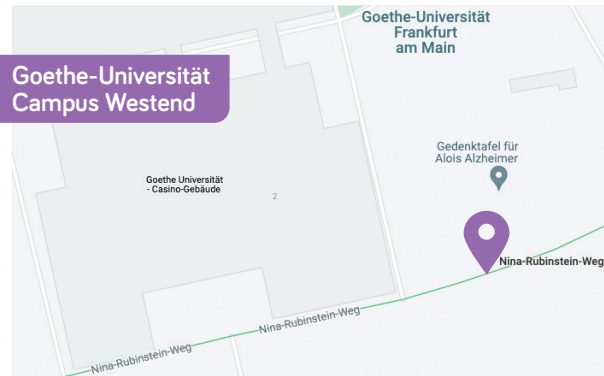 Goethe-Universität
Frankfurt
am Main
Goethe-Universität
Campus Westend
Gedenktafel für
Alois Alzheimer
Goethe Universität
- Casino-Gebäude
2
Nina-Rubinstein-Weg
Nina-Rubinstein-Weg
Nina-Rubinstein-Weg